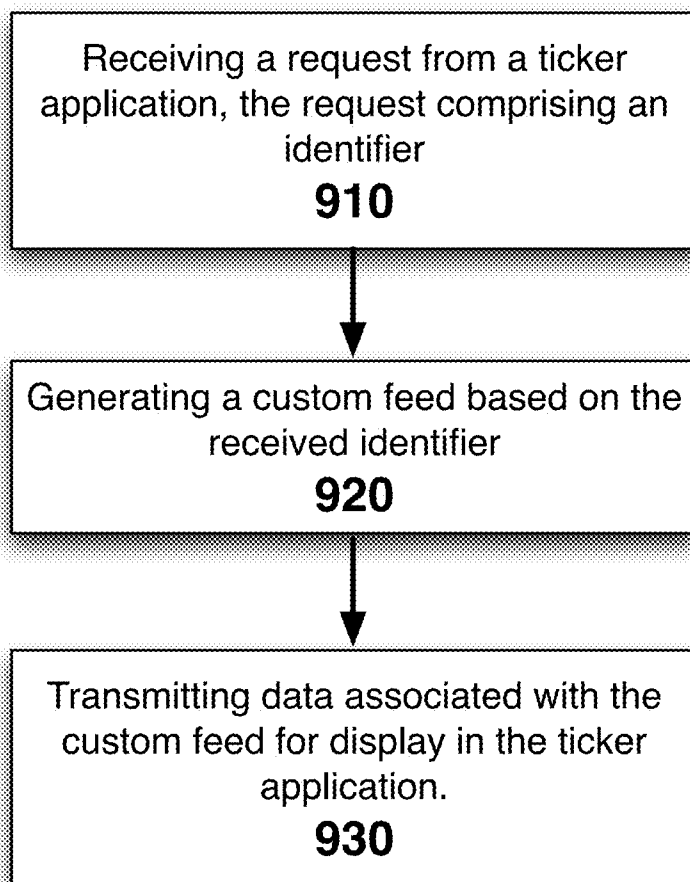 Receiving a request from a ticker
application, the request comprising an
identifier
910
Generating a custom feed based on the
received identifier
920
Transmitting data associated with the
custom feed for display in the ticker
application.
930